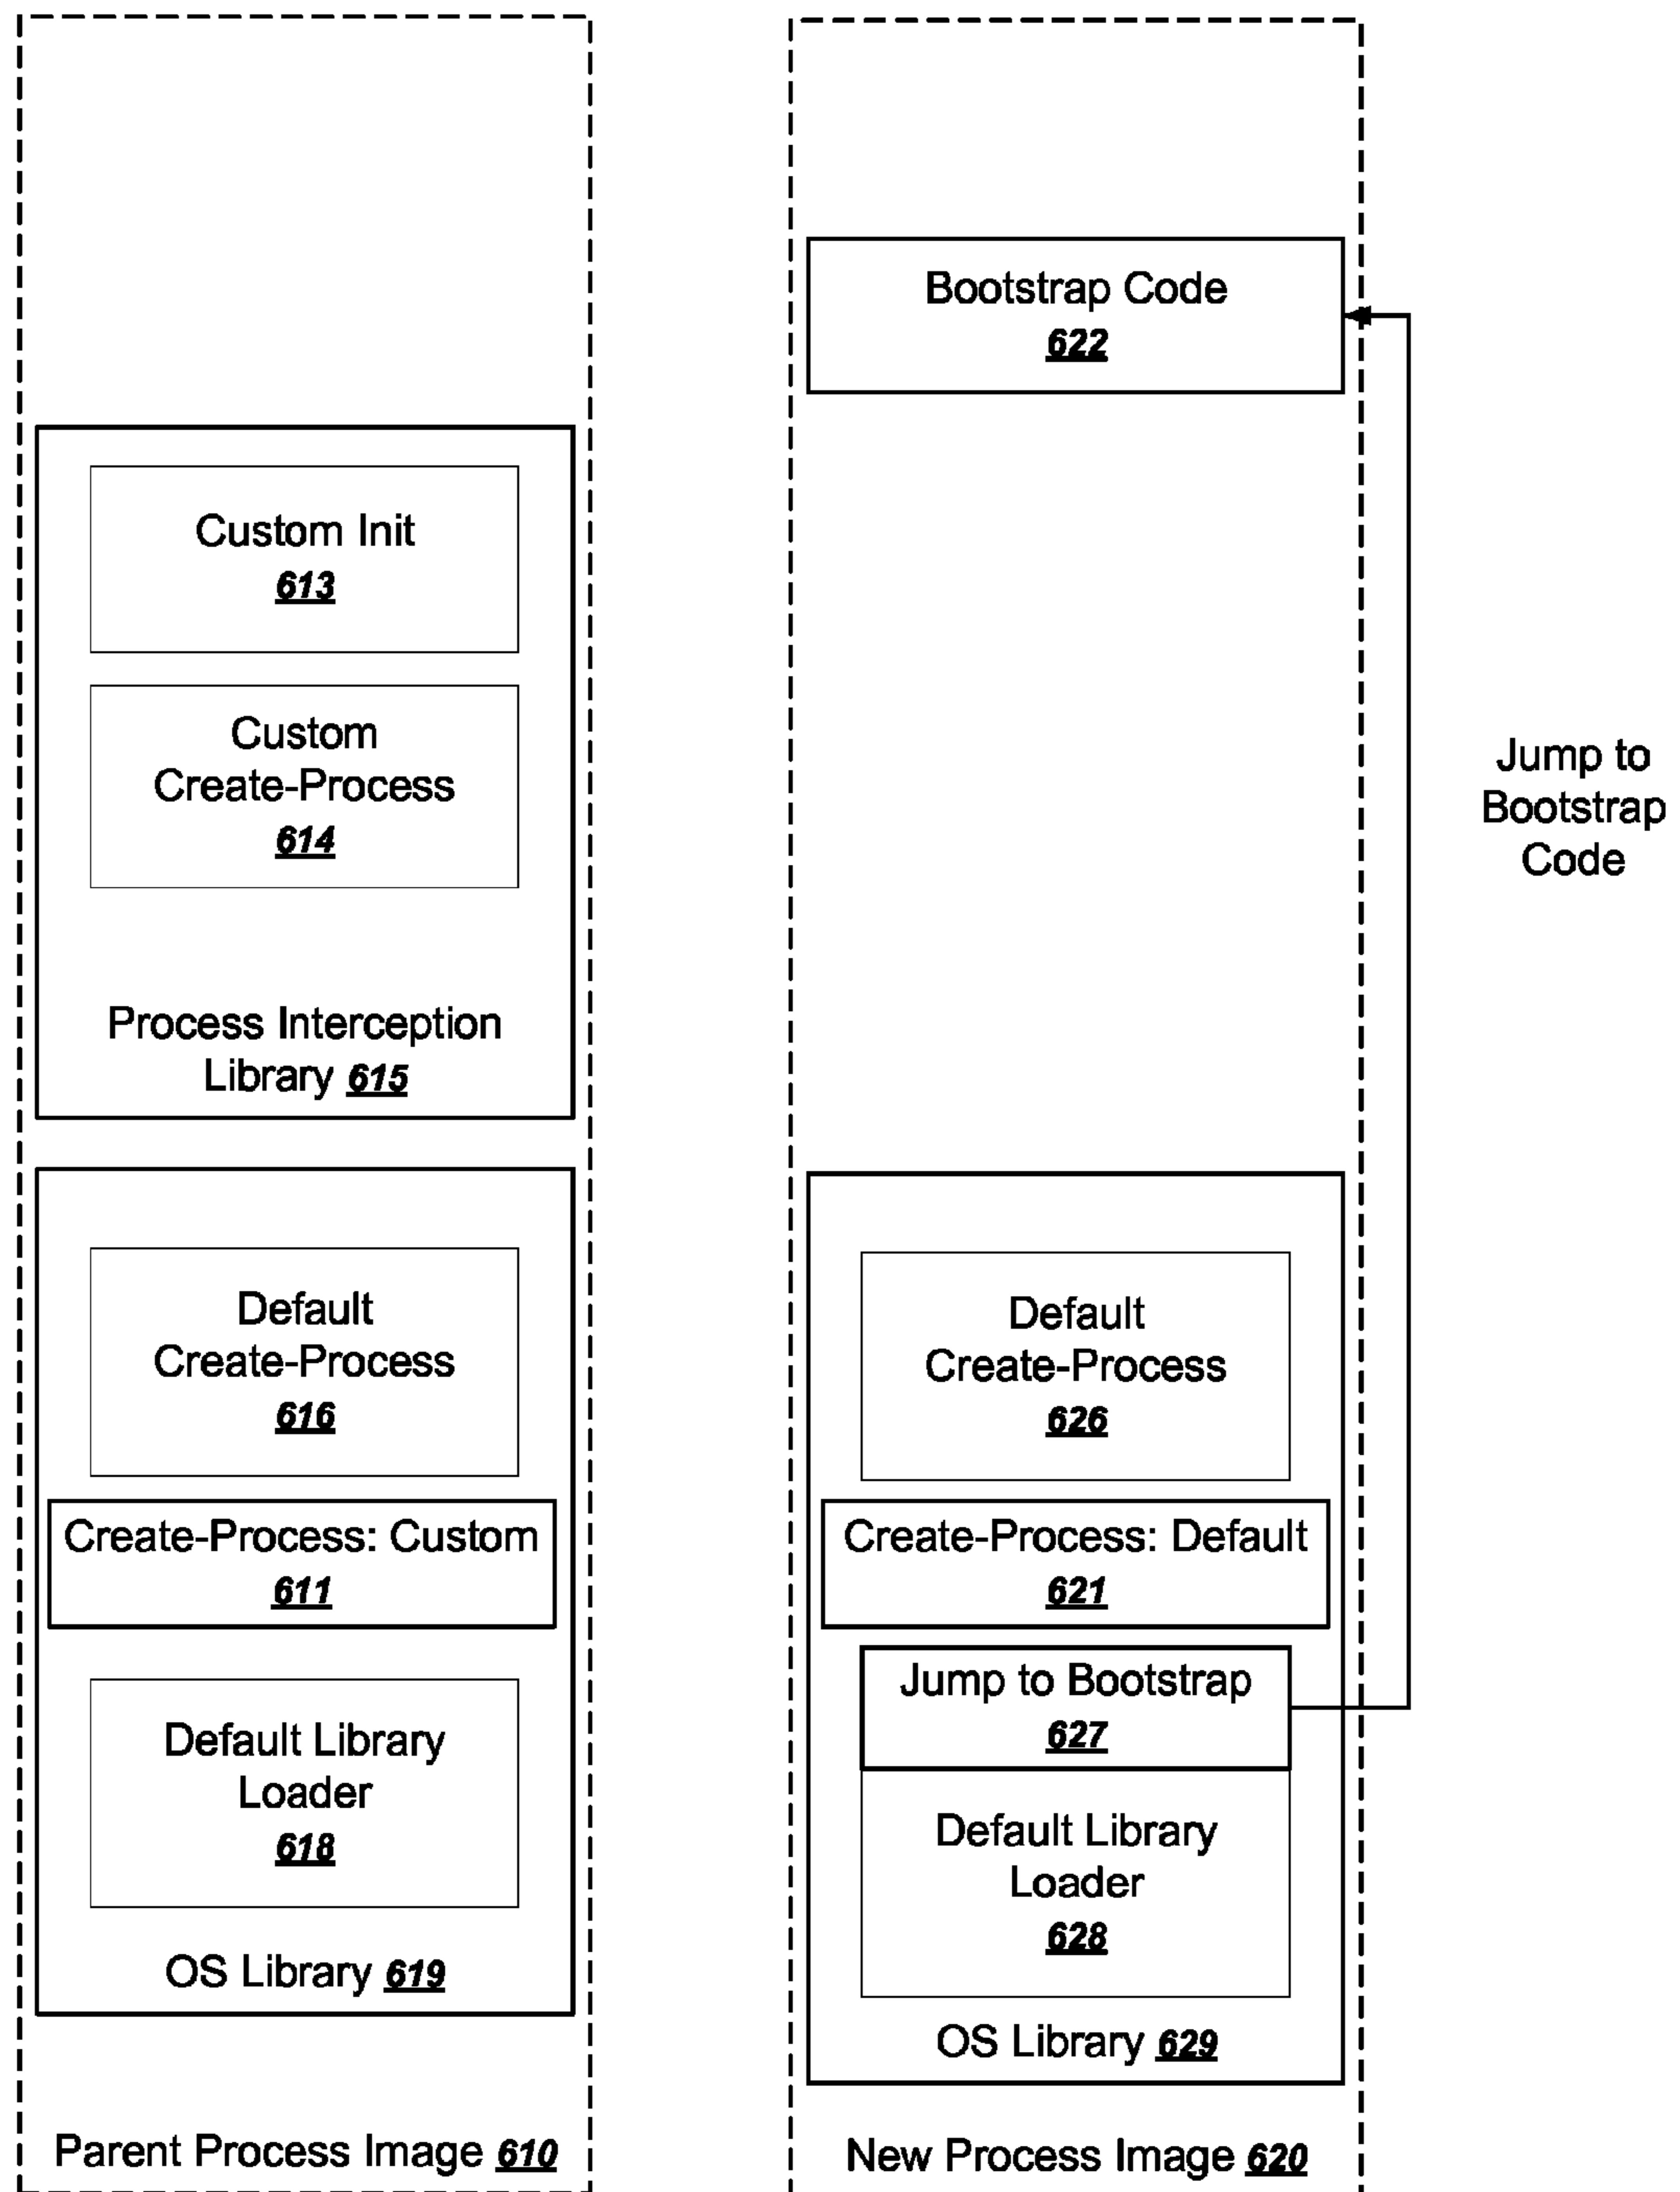 Custom Init
613
Custom
Create-Process
614
Process Interception
Library 615
Default
Create-Process
616
Create-Process: Custom
611
Default Library
Loader
618
OS Library 619
Parent Process Image 610
Bootstrap Code
622
Jump to
Bootstrap
Code
Default
Create-Process
626
Create-Process: Default
621
Jump to Bootstrap
627
Default Library
Loader
628
OS Library 629
New Process Image 620